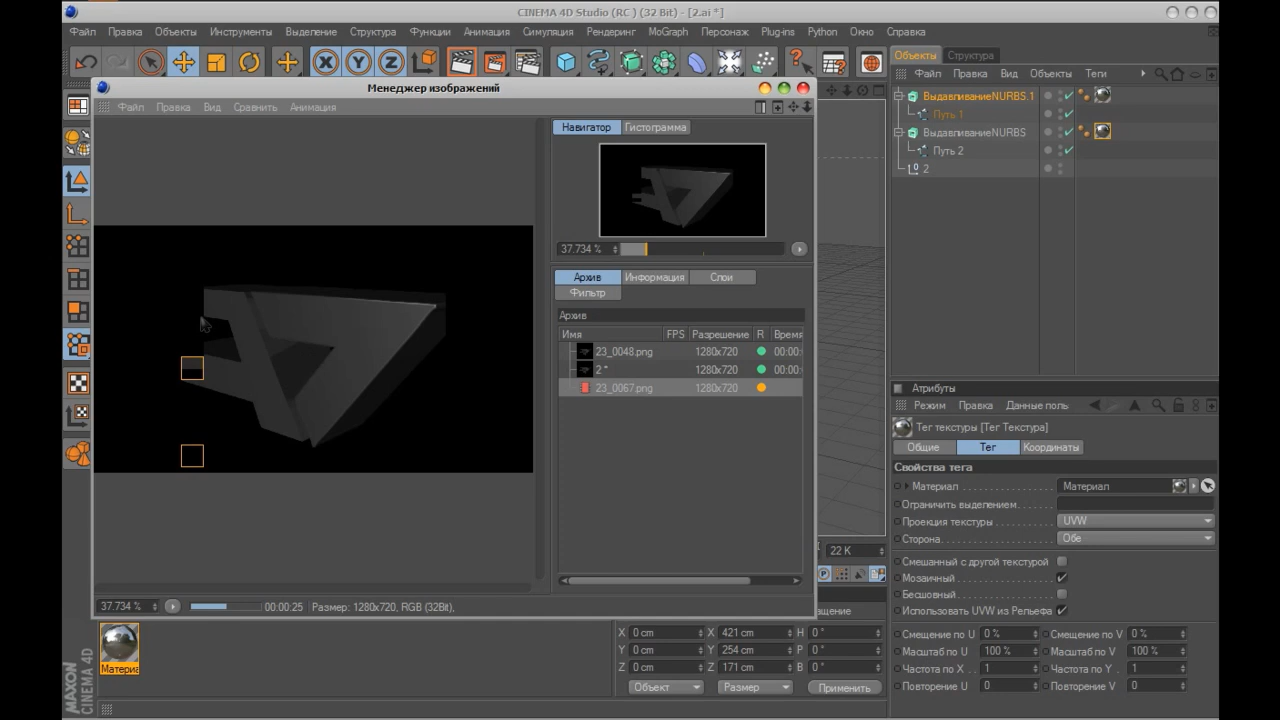 CINEMA 4D Studio (RC ) (32 Bit) - [2.ai *]
Файл Правка Объекты Инструменты Выделение Структура Функции Анимация Симуляция Рендеринг MoGraph Персонаж Plug-ins Python Окно Справка
X Y Z
Объекты Структура
Файл Правка Вид Объекты Теги
ВыдавливаниеNURBS.1
Путь 1
ВыдавливаниеNURBS
Путь 2
2
Менеджер изображений
Файл Правка Вид Сравнить Анимация
Навигатор Гистограмма
37.734 %
Архив Информация Слои
Фильтр
Архив
Имя FPS Разрешение R Время
23_0048.png 1280x720 00:00:
2 * 1280x720 00:00:
23_0067.png 1280x720
37.734 % 00:00:25 Размер: 1280x720, RGB (32Bit),
22 K
ащение
Атрибуты
Режим Правка Данные поль
Тег текстуры [Тег Текстура]
Общие Тег Координаты
Свойства тега
Материал Материал
Ограничить выделением
Проекция текстуры UVW
Сторона Обе
Смешанный с другой текстурой
Мозаичный
Бесшовный
Использовать UVW из Рельефа
Смещение по U 0 % Смещение по V 0 %
Масштаб по U 100 % Масштаб по V 100 %
Частота по X 1 Частота по Y 1
Повторение U 0 Повторение V 0
Материа
X 0 cm X 421 cm H 0 °
Y 0 cm Y 254 cm P 0 °
Z 0 cm Z 171 cm B 0 °
Объект Размер Применить
MAXON
CINEMA 4D